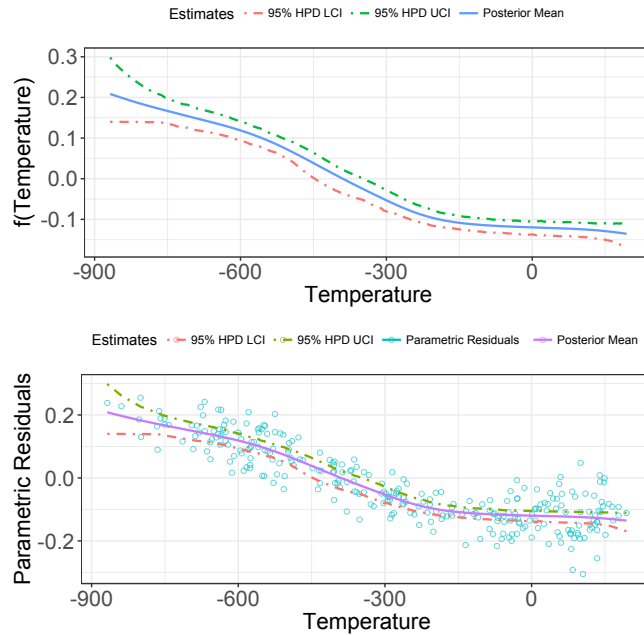 Estimates 95% HPD LCI 95% HPD UCI Posterior Mean
f(Temperature)
0.3
0.2
0.1
0.0
-0.1
-900 -600 -300 0
Temperature
Estimates 95% HPD LCI 95% HPD UCI Parametric Residuals Posterior Mean
Parametric Residuals
0.2
0.0
-0.2
-900 -600 -300 0
Temperature